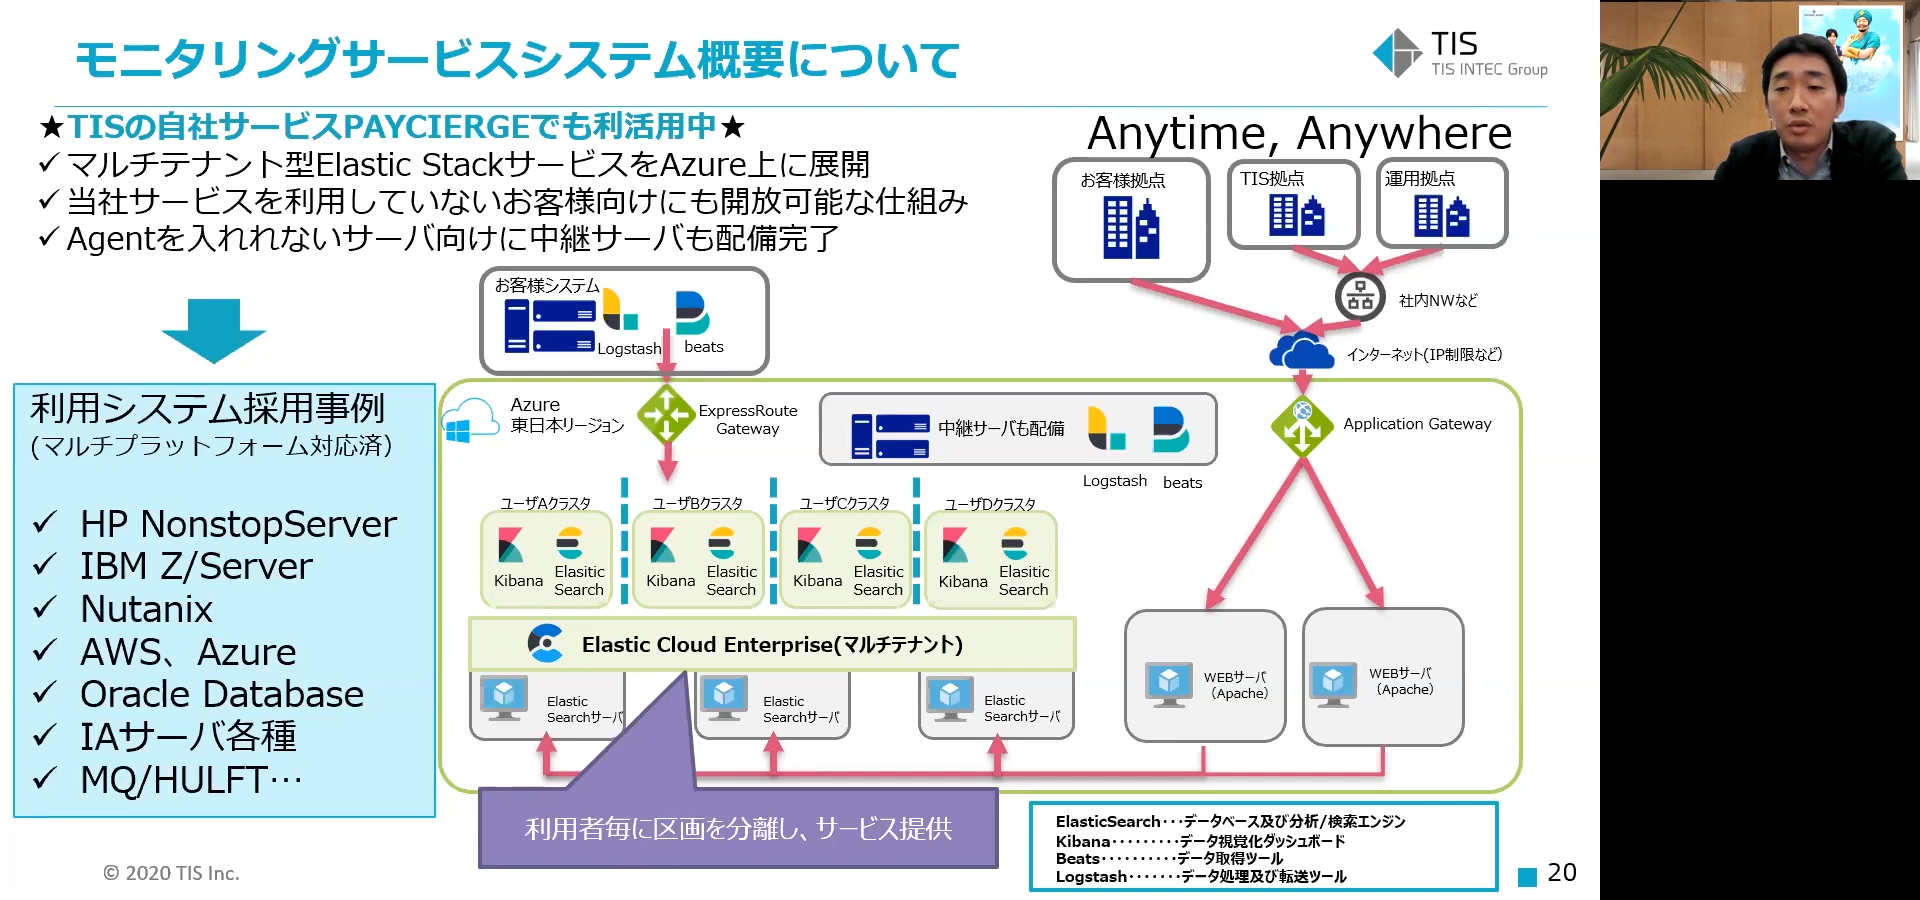 モニタリングサービスシステム概要について
TIS
TIS INTEC Group
★TISの自社サービスPAYCIERGEでも利活用中★
✓マルチテナント型Elastic StackサービスをAzure上に展開
✓当社サービスを利用していないお客様向けにも開放可能な仕組み
✓Agentを入れれないサーバ向けに中継サーバも配備完了
Anytime, Anywhere
お客様拠点
TIS拠点
運用拠点
社内NWなど
インターネット(IP制限など)
お客様システム
Logstash
beats
利用システム採用事例
(マルチプラットフォーム対応済)
✓ HP NonstopServer
✓ IBM Z/Server
✓ Nutanix
✓ AWS、Azure
✓ Oracle Database
✓ IAサーバ各種
✓ MQ/HULFT…
Azure
東日本リージョン
ExpressRoute
Gateway
中継サーバも配備
Logstash
beats
Application Gateway
ユーザAクラスタ
ユーザBクラスタ
ユーザCクラスタ
ユーザDクラスタ
Kibana
Elasitic
Search
Kibana
Elasitic
Search
Kibana
Elasitic
Search
Kibana
Elasitic
Search
Elastic Cloud Enterprise(マルチテナント)
Elastic
Searchサーバ
Elastic
Searchサーバ
Elastic
Searchサーバ
WEBサーバ
（Apache）
WEBサーバ
（Apache）
利用者毎に区画を分離し、サービス提供
ElasticSearch･･･データベース及び分析/検索エンジン
Kibana･････････データ視覚化ダッシュボード
Beats･･････････データ取得ツール
Logstash･･･････データ処理及び転送ツール
© 2020 TIS Inc.
20